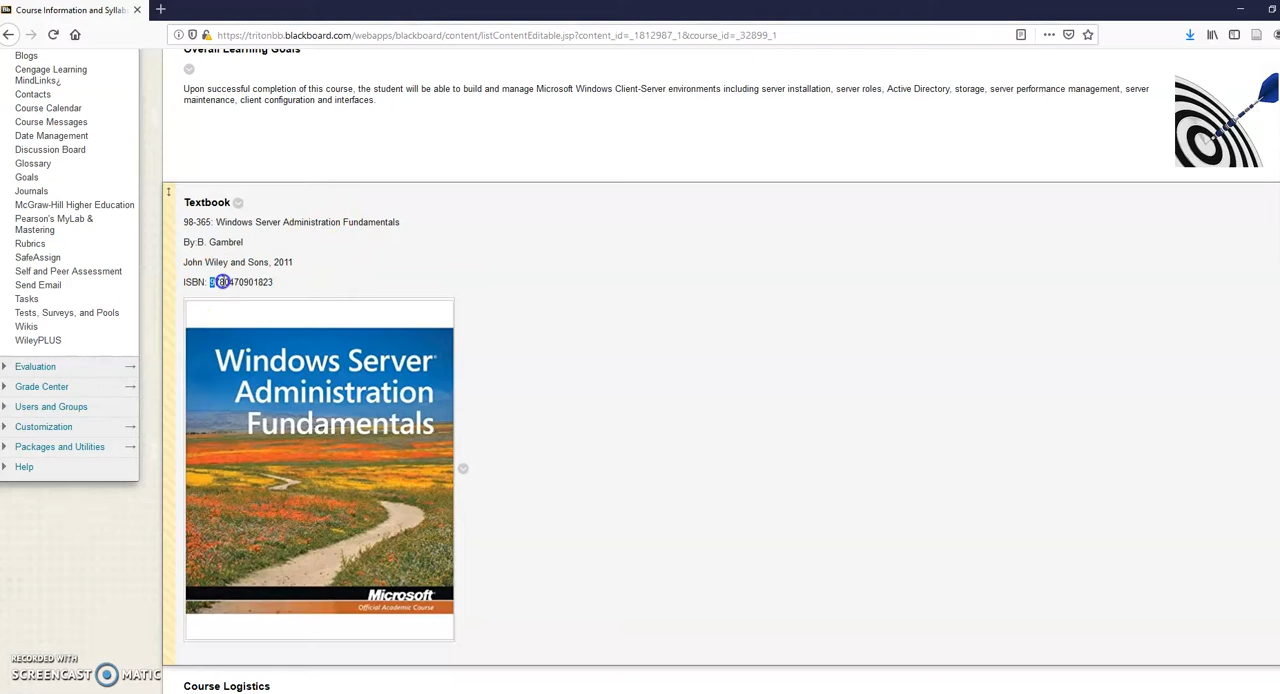 Course Information and Syllab
https://tritonbb.blackboard.com/webapps/blackboard/content/listContentEditable.jsp?content_id=_1812987_1&course_id=_32899_1
Blogs
Cengage Learning
MindLinks¿
Contacts
Course Calendar
Course Messages
Date Management
Discussion Board
Glossary
Goals
Journals
McGraw-Hill Higher Education
Pearson's MyLab &
Mastering
Rubrics
SafeAssign
Self and Peer Assessment
Send Email
Tasks
Tests, Surveys, and Pools
Wikis
WileyPLUS
Evaluation
Grade Center
Users and Groups
Customization
Packages and Utilities
Help
Overall Learning Goals
Upon successful completion of this course, the student will be able to build and manage Microsoft Windows Client-Server environments including server installation, server roles, Active Directory, storage, server performance management, server
maintenance, client configuration and interfaces.
Textbook
98-365: Windows Server Administration Fundamentals
By:B. Gambrel
John Wiley and Sons, 2011
ISBN: 9780470901823
Windows Server®
Administration
Fundamentals
Microsoft®
Official Academic Course
Course Logistics
RECORDED WITH
SCREENCAST MATIC